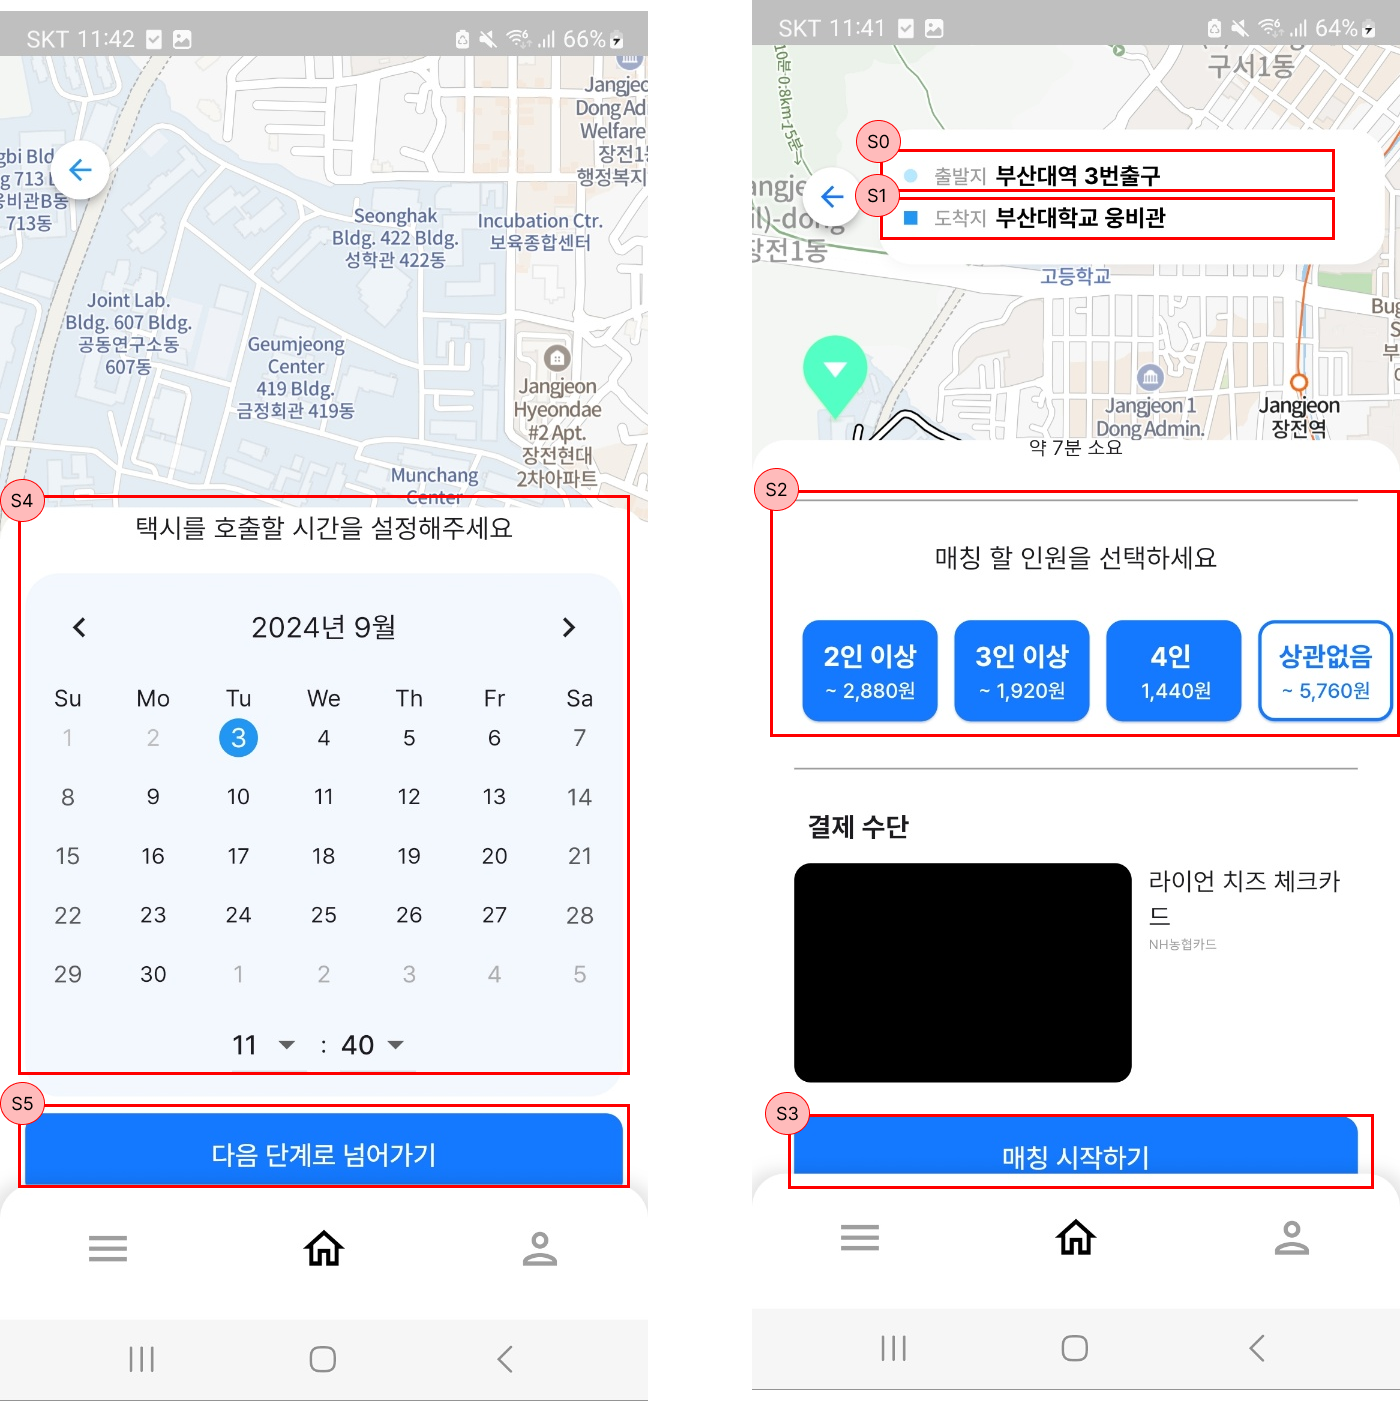 SKT 11:42
66%
Jangjeo
Dong Ad
Welfare
장전1
행정복지
gbi Bld
g 713 B
웅비관B동
713동
Seonghak
Bldg. 422 Bldg.
성학관 422동
Incubation Ctr.
보육종합센터
Joint Lab.
Bldg. 607 Bldg.
공동연구소동
607동
Geumjeong
Center
419 Bldg.
금정회관 419동
Jangjeon
Hyeondae
#2 Apt.
장전현대
2차아파트
Munchang
Center
S4
택시를 호출할 시간을 설정해주세요
2024년 9월
Su Mo Tu We Th Fr Sa
1 2 3 4 5 6 7
8 9 10 11 12 13 14
15 16 17 18 19 20 21
22 23 24 25 26 27 28
29 30 1 2 3 4 5
11 : 40
S5
다음 단계로 넘어가기
SKT 11:41
64%
구서1동
10분·0.8km·15분
S0
출발지 부산대역 3번출구
S1
도착지 부산대학교 웅비관
angje
il)-dong
장전1동
고등학교
Bug
S
부
Jangjeon 1
Dong Admin.
Jangjeon
장전역
약 7분 소요
S2
매칭 할 인원을 선택하세요
2인 이상 3인 이상 4인 상관없음
~ 2,880원 ~ 1,920원 1,440원 ~ 5,760원
결제 수단
라이언 치즈 체크카
드
NH농협카드
S3
매칭 시작하기